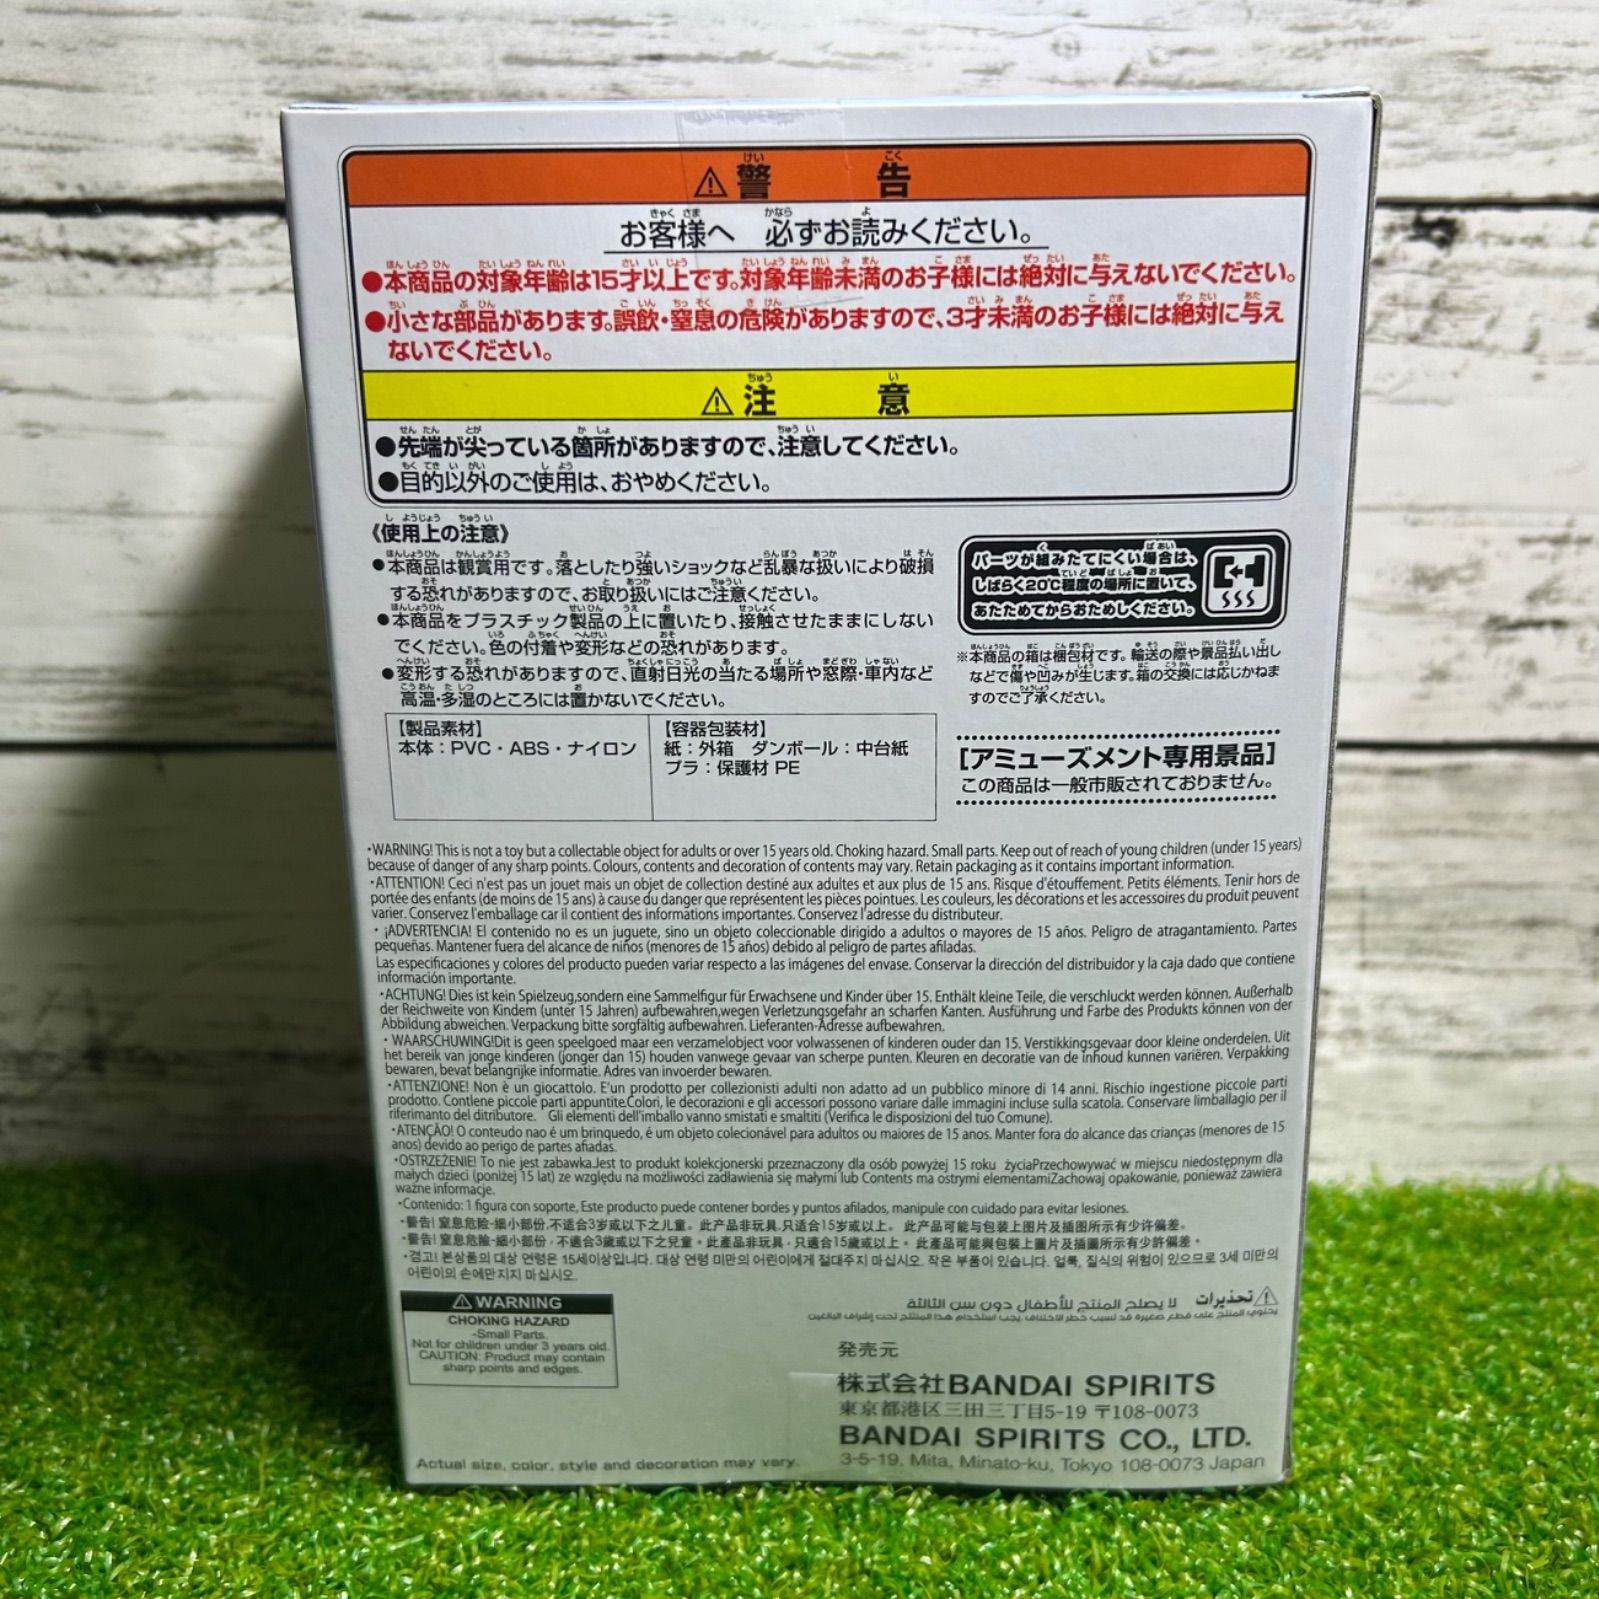 ⚠警告
お客様へ 必ずお読みください。
●本商品の対象年齢は15才以上です。対象年齢未満のお子様には絶対に与えないでください。
●小さな部品があります。誤飲・窒息の危険がありますので、3才未満のお子様には絶対に与え
ないでください。
⚠注意
●先端が尖っている箇所がありますので、注意してください。
●目的以外のご使用は、おやめください。
《使用上の注意》
●本商品は観賞用です。落としたり強いショックなど乱暴な扱いにより破損
する恐れがありますので、お取り扱いにはご注意ください。
●本商品をプラスチック製品の上に置いたり、接触させたままにしない
でください。色の付着や変形などの恐れがあります。
●変形する恐れがありますので、直射日光の当たる場所や窓際・車内など
高温・多湿のところには置かないでください。
パーツが組みたてにくい場合は、
しばらく20℃程度の場所に置いて、
あたためてからおためしください。
※本商品の箱は梱包材です。輸送の際や景品払い出し
などで傷や凹みが生じます。箱の交換には応じかねま
すのでご了承ください。
【製品素材】
本体：PVC・ABS・ナイロン
【容器包装材】
紙：外箱 ダンボール：中台紙
プラ：保護材 PE
[アミューズメント専用景品]
この商品は一般市販されておりません。
・WARNING! This is not a toy but a collectable object for adults or over 15 years old. Choking hazard. Small parts. Keep out of reach of young children (under 15 years)
because of danger of any sharp points. Colours, contents and decoration of contents may vary. Retain packaging as it contains important information.
・ATTENTION! Ceci n'est pas un jouet mais un objet de collection destiné aux adultes et aux plus de 15 ans. Risque d'étouffement. Petits éléments. Tenir hors de
portée des enfants (de moins de 15 ans) à cause du danger que représentent les pièces pointues. Les couleurs, les décorations et les accessoires du produit peuvent
varier. Conservez l'emballage car il contient des informations importantes. Conservez l'adresse du distributeur.
・¡ADVERTENCIA! El contenido no es un juguete, sino un objeto coleccionable dirigido a adultos o mayores de 15 años. Peligro de atragantamiento. Partes
pequeñas. Mantener fuera del alcance de niños (menores de 15 años) debido al peligro de partes afiladas.
Las especificaciones y colores del producto pueden variar respecto a las imágenes del envase. Conservar la dirección del distribuidor y la caja dado que contiene
información importante.
・ACHTUNG! Dies ist kein Spielzeug,sondern eine Sammelfigur für Erwachsene und Kinder über 15. Enthält kleine Teile, die verschluckt werden können. Außerhalb
der Reichweite von Kindern (unter 15 Jahren) aufbewahren,wegen Verletzungsgefahr an scharfen Kanten. Ausführung und Farbe des Produkts können von der
Abbildung abweichen. Verpackung bitte sorgfältig aufbewahren. Lieferanten-Adresse aufbewahren.
・WAARSCHUWING!Dit is geen speelgoed maar een verzamelobject voor volwassenen of kinderen ouder dan 15. Verstikkingsgevaar door kleine onderdelen. Uit
het bereik van jonge kinderen (jonger dan 15) houden vanwege gevaar van scherpe punten. Kleuren en decoratie van de inhoud kunnen variëren. Verpakking
bewaren, bevat belangrijke informatie. Adres van invoerder bewaren.
・ATTENZIONE! Non è un giocattolo. E'un prodotto per collezionisti adulti non adatto ad un pubblico minore di 14 anni. Rischio ingestione piccole parti
prodotto. Contiene piccole parti appuntite.Colori, le decorazioni e gli accessori possono variare dalle immagini incluse sulla scatola. Conservare limballagio per il
riferimanto del ditributore. Gli elementi dell'imballo vanno smistati e smaltiti (Verifica le disposizioni del tuo Comune).
・ATENÇÃO! O conteudo nao é um brinquedo, é um objeto colecionável para adultos ou maiores de 15 anos. Manter fora do alcance das crianças (menores de 15
anos) devido ao perigo de partes afiadas.
・OSTRZEŻENIE! To nie jest zabawka.Jest to produkt kolekcjonerski przeznaczony dla osób powyżej 15 roku życiaPrzechowywać w miejscu niedostępnym dla
małych dzieci (poniżej 15 lat) ze względu na możliwości zadławienia się małymi lub Contents ma ostrymi elementamiZachowaj opakowanie, ponieważ zawiera
ważne informacje.
・Contenido: 1 figura con soporte, Este producto puede contener bordes y puntos afilados, manipule con cuidado para evitar lesiones.
・警告! 窒息危险-细小部份,不适合3岁或以下之儿童。此产品非玩具,只适合15岁或以上。 此产品可能与包装上图片及插图所示有少许偏差。
・警告! 窒息危險-細小部份，不適合3歲或以下之兒童。此產品非玩具，只適合15歲或以上。 此產品可能與包裝上圖片及插圖所示有少許偏差。
・경고! 본상품의 대상 연령은 15세이상입니다. 대상 연령 미만의 어린이에게 절대주지 마십시오. 작은 부품이 있습니다. 얼룩, 질식의 위험이 있으므로 3세 미만의
어린이의 손에만지지 마십시오.
⚠تحذيرات لا يصلح المنتج للأطفال دون سن الثالثة
⚠WARNING
CHOKING HAZARD
-Small Parts.
Not for children under 3 years old.
CAUTION: Product may contain
sharp points and edges.
発売元
株式会社BANDAI SPIRITS
東京都港区三田三丁目5-19 〒108-0073
BANDAI SPIRITS CO., LTD.
3-5-19, Mita, Minato-ku, Tokyo 108-0073 Japan
Actual size, color, style and decoration may vary.